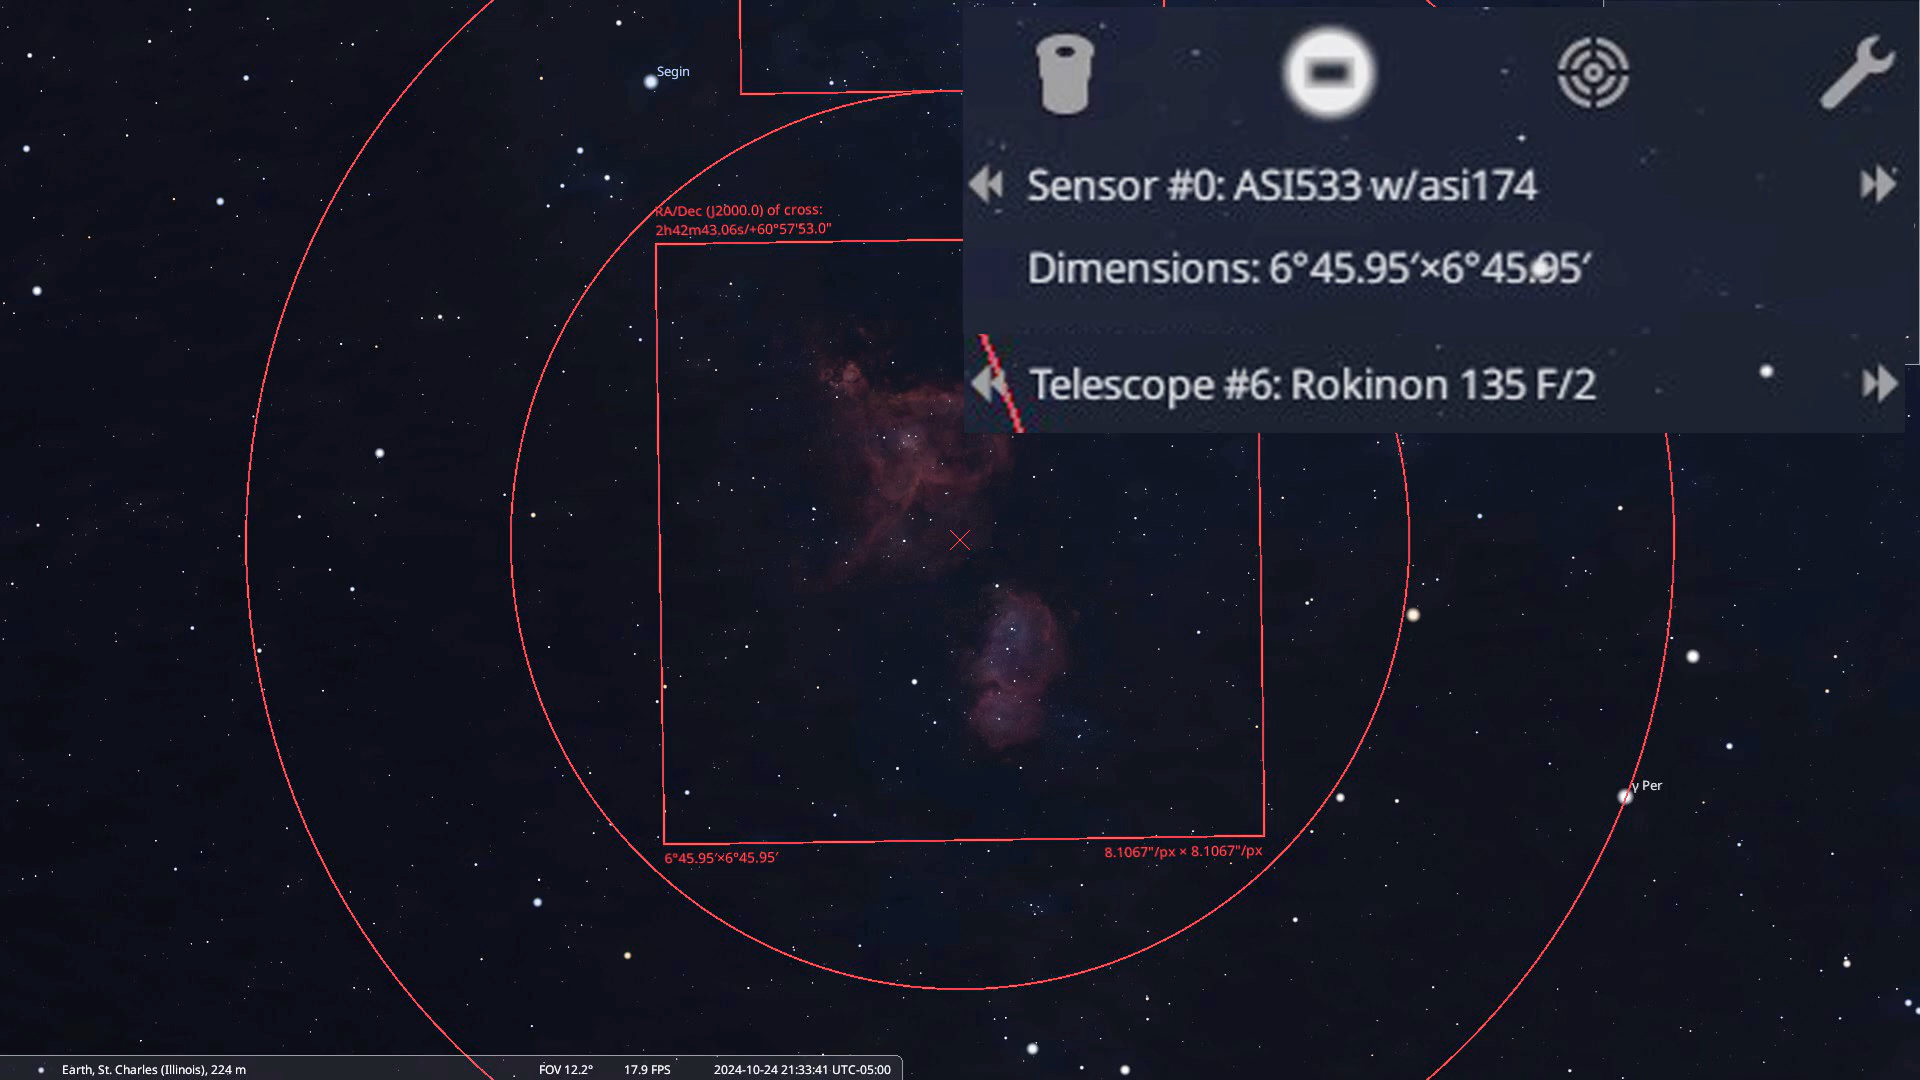 Segin
Sensor #0: ASI533 w/asi174
RA/Dec (J2000.0) of cross:
2h42m43.06s/+60°57'53.0"
Dimensions: 6°45.95′×6°45.95′
Telescope #6: Rokinon 135 F/2
γ Per
6°45.95′×6°45.95′
8.1067"/px × 8.1067"/px
Earth, St. Charles (Illinois), 224 m FOV 12.2° 17.9 FPS 2024-10-24 21:33:41 UTC-05:00